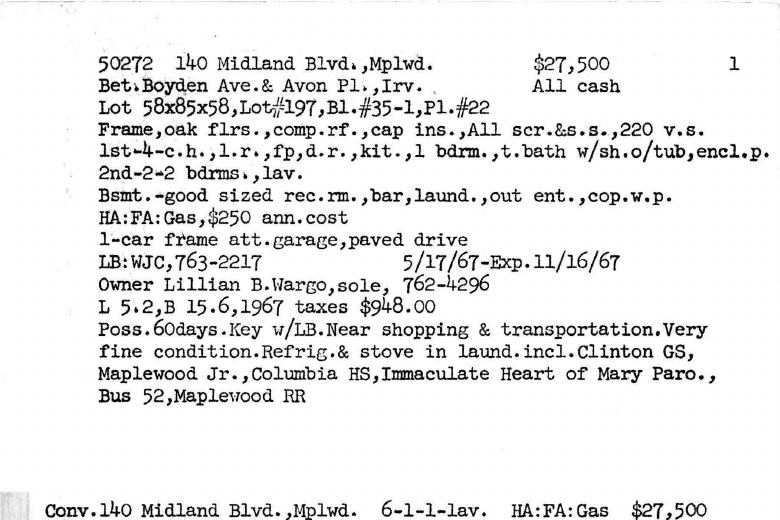 50272 140 Midland Blvd.,Mplwd. $27,500 1
Bet.Boyden Ave.& Avon Pl.,Irv. All cash
Lot 58x85x58,Lot#197,Bl.#35-1,Pl.#22
Frame,oak flrs.,comp.rf.,cap ins.,All scr.&s.s.,220 v.s.
1st-4-c.h.,l.r.,fp,d.r.,kit.,1 bdrm.,t.bath w/sh.o/tub,encl.p.
2nd-2-2 bdrms.,lav.
Bsmt.-good sized rec.rm.,bar,laund.,out ent.,cop.w.p.
HA:FA:Gas,$250 ann.cost
1-car frame att.garage,paved drive
LB:WJC,763-2217 5/17/67-Exp.11/16/67
Owner Lillian B.Wargo,sole, 762-4296
L 5.2,B 15.6,1967 taxes $948.00
Poss.60days.Key w/LB.Near shopping & transportation.Very
fine condition.Refrig.& stove in laund.incl.Clinton GS,
Maplewood Jr.,Columbia HS,Immaculate Heart of Mary Paro.,
Bus 52,Maplewood RR
Conv.140 Midland Blvd.,Mplwd. 6-1-1-lav. HA:FA:Gas $27,500